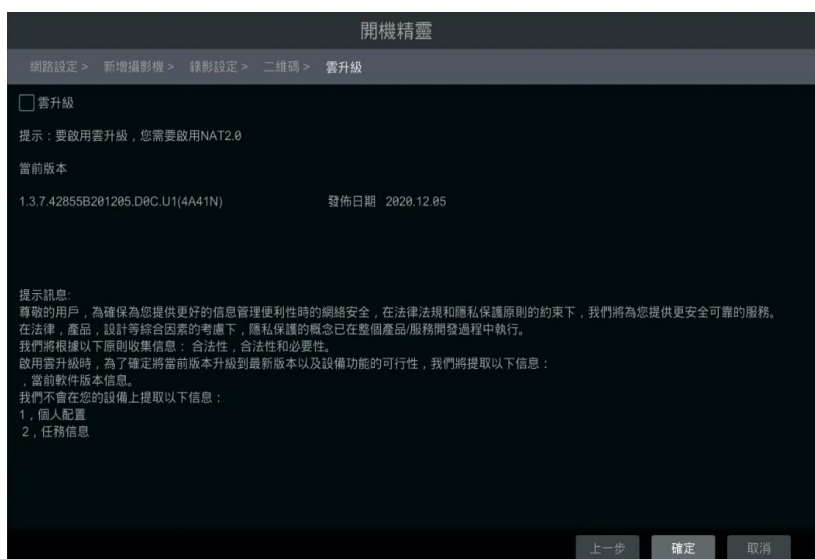 開機精靈
網路設定 > 新增攝影機 > 錄影設定 > 二維碼 > 雲升級
雲升級
提示：要啟用雲升級，您需要啟用NAT2.0
當前版本
1.3.7.42855B201205.D0C.U1(4A41N) 發佈日期 2020.12.05
提示訊息:
尊敬的用戶，為確保為您提供更好的信息管理便利性時的網絡安全，在法律法規和隱私保護原則的約束下，我們將為您提供更安全可靠的服務。
在法律，產品，設計等綜合因素的考慮下，隱私保護的概念已在整個產品/服務開發過程中執行。
我們將根據以下原則收集信息：合法性，合法性和必要性。
啟用雲升級時，為了確定將當前版本升級到最新版本以及設備功能的可行性，我們將提取以下信息：
，當前軟件版本信息。
我們不會在您的設備上提取以下信息：
1，個人配置
2，任務信息
上一步 確定 取消